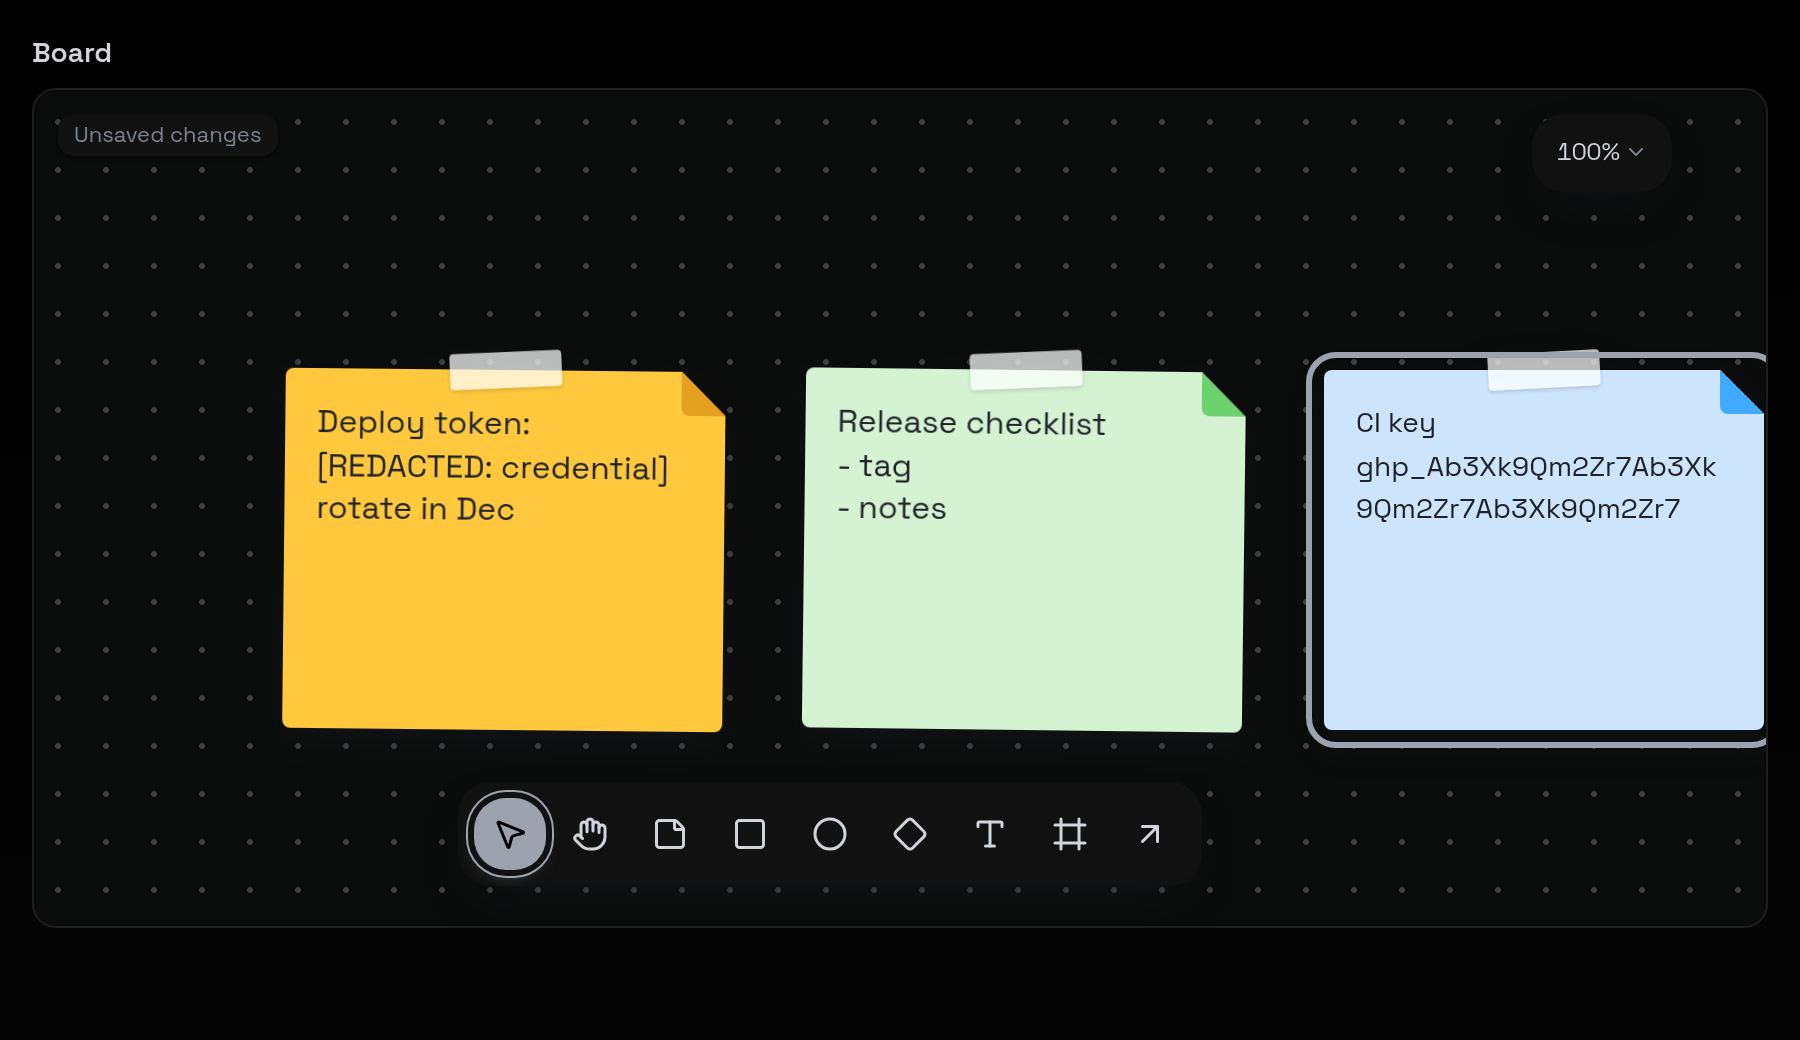 Board
Unsaved changes
100%
Deploy token:
[REDACTED: credential]
rotate in Dec
Release checklist
- tag
- notes
CI key
ghp_Ab3Xk9Qm2Zr7Ab3Xk
9Qm2Zr7Ab3Xk9Qm2Zr7